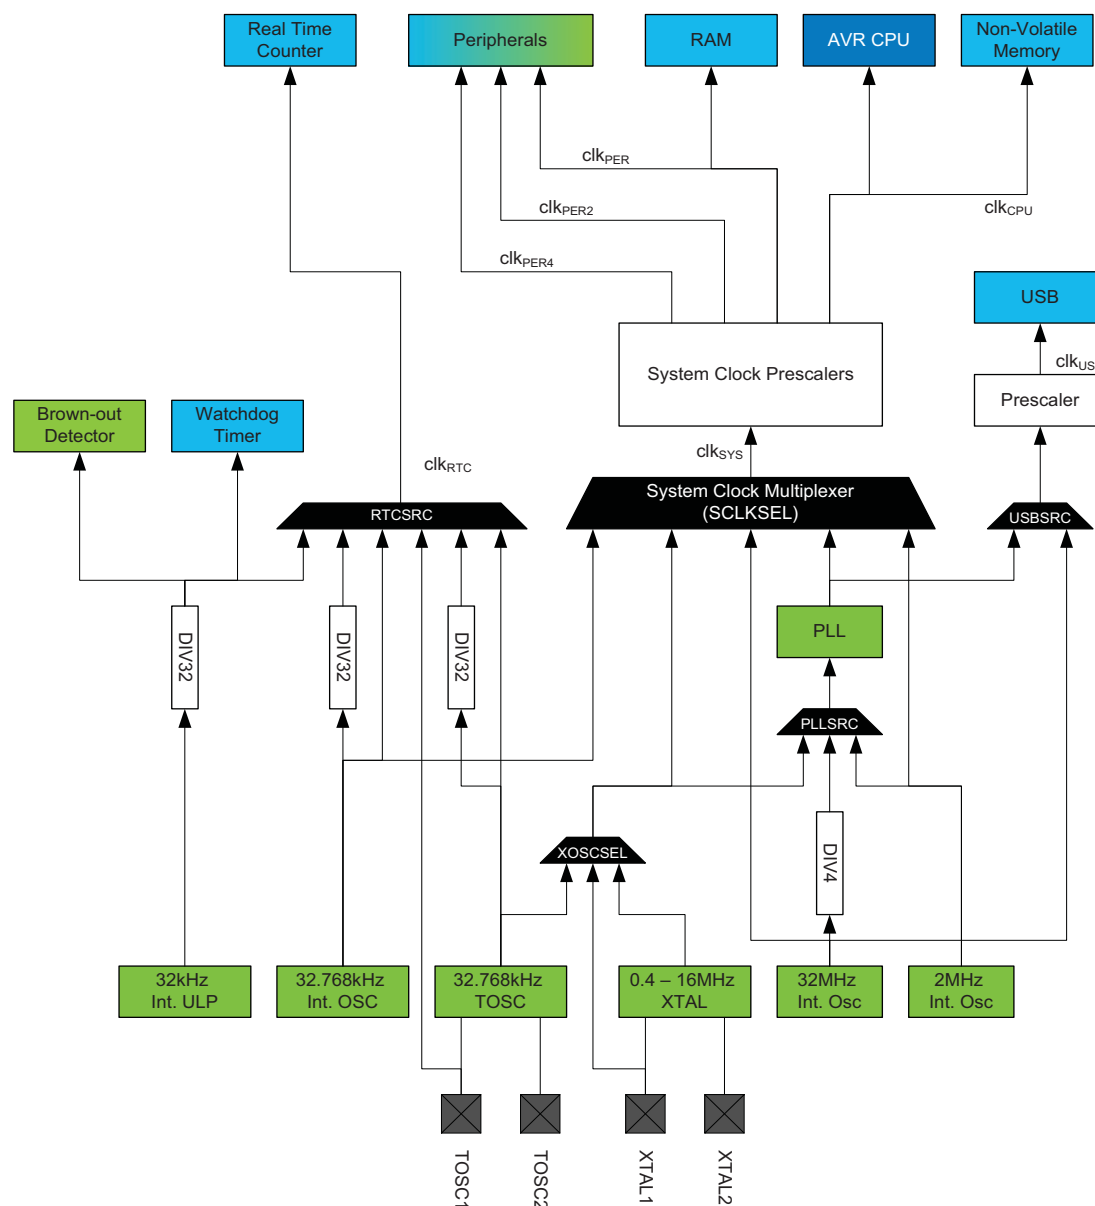 Real Time
Counter
Peripherals
RAM
AVR CPU
Non-Volatile
Memory
clkPER
clkPER2
clkCPU
clkPER4
USB
System Clock Prescalers
clkUS
Prescaler
Brown-out
Detector
Watchdog
Timer
clkRTC
clkSYS
System Clock Multiplexer
(SCLKSEL)
RTCSRC
USBSRC
DIV32
DIV32
DIV32
PLL
PLLSRC
XOSCSEL
DIV4
32kHz
Int. ULP
32.768kHz
Int. OSC
32.768kHz
TOSC
0.4 – 16MHz
XTAL
32MHz
Int. Osc
2MHz
Int. Osc
TOSC1
TOSC2
XTAL1
XTAL2